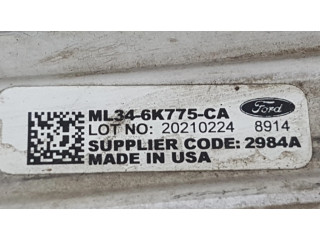 ML34-6K775-CA
Ford
LOT NO: 20210224 8914
SUPPLIER CODE: 2984A
MADE IN USA